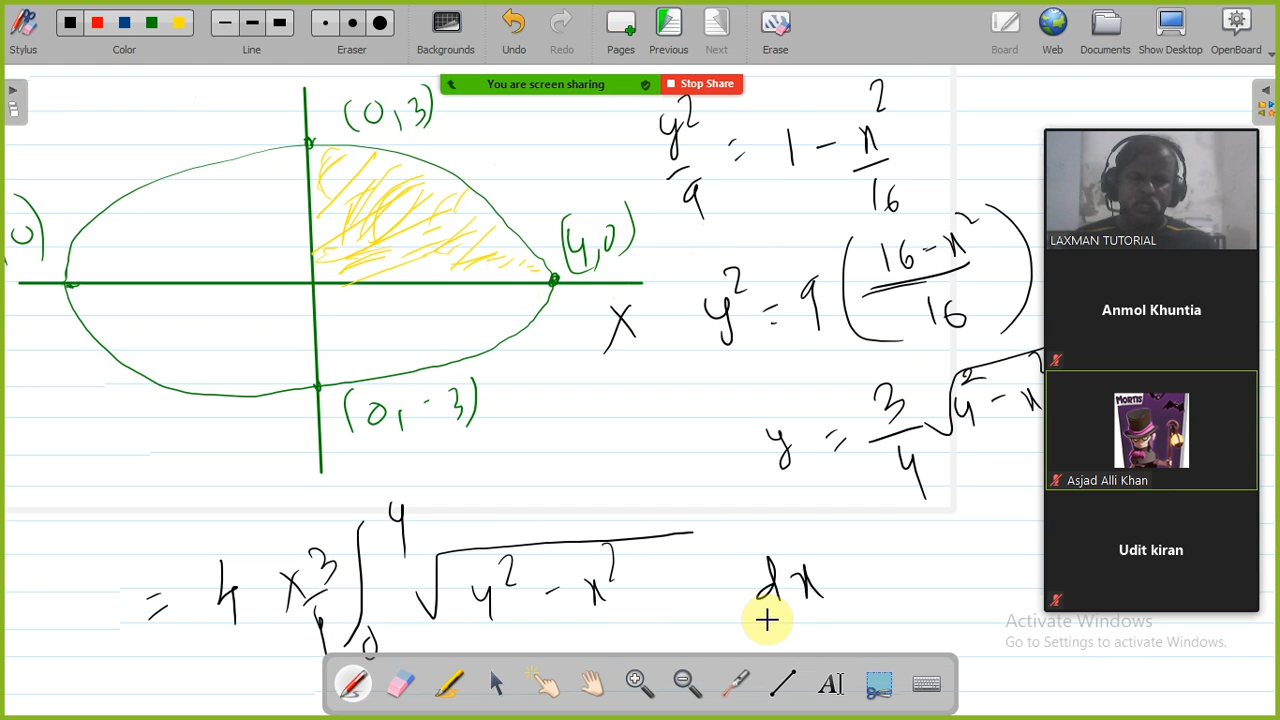 Stylus
Color
Line
Eraser
Backgrounds
Undo
Redo
Pages
Previous
Next
Erase
Board
Web
Documents
Show Desktop
OpenBoard
You are screen sharing
Stop Share
(0,3)
, 0)
(4,0)
X
(0, -3)
y²/9 = 1 - x²/16
y² = 9 ((16 - x²)/16)
y = 3/4 √(4² - x²
= 4 × 3/4 ∫₀⁴ √(4² - x²) dx
LAXMAN TUTORIAL
Anmol Khuntia
MORTIS
Asjad Alli Khan
Udit kiran
Activate Windows
Go to Settings to activate Windows.
AI